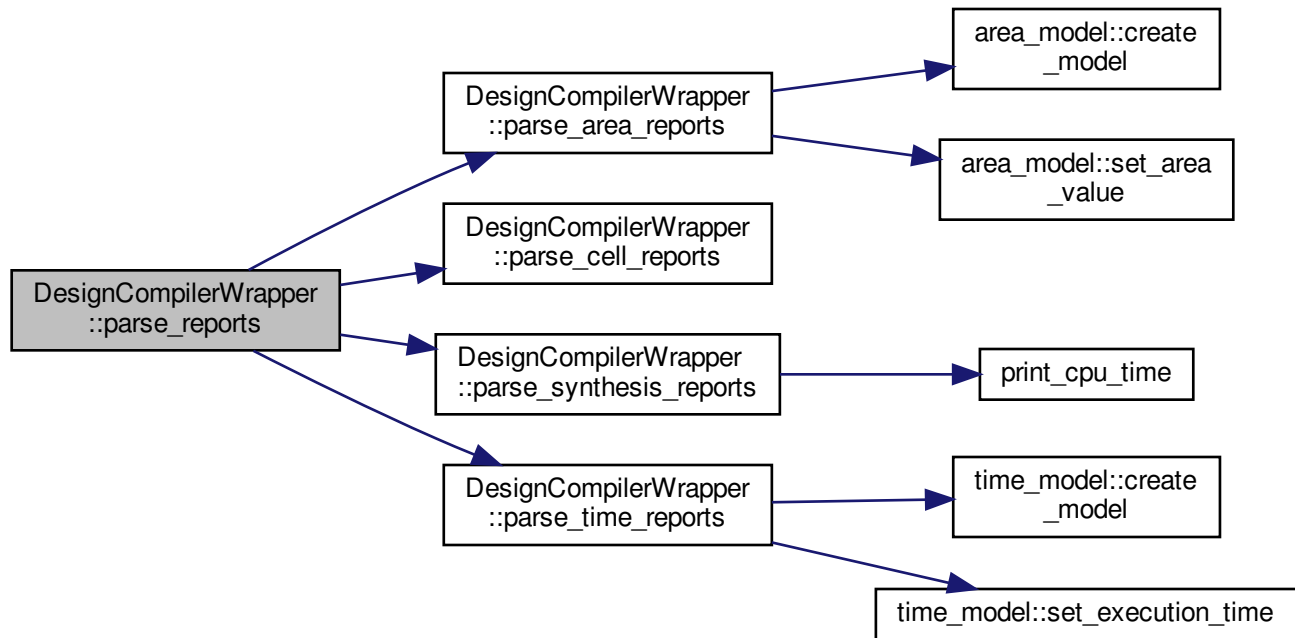 DesignCompilerWrapper
::parse_reports
DesignCompilerWrapper
::parse_area_reports
area_model::create
_model
area_model::set_area
_value
DesignCompilerWrapper
::parse_cell_reports
DesignCompilerWrapper
::parse_synthesis_reports
print_cpu_time
DesignCompilerWrapper
::parse_time_reports
time_model::create
_model
time_model::set_execution_time